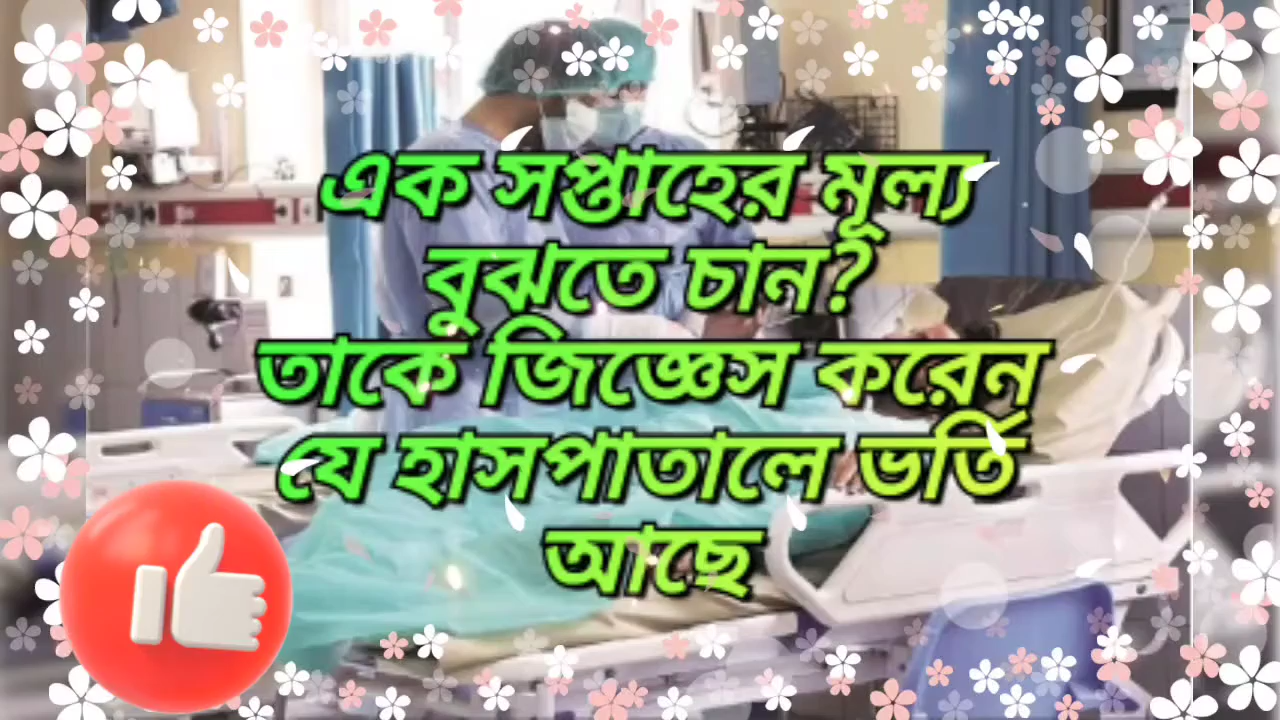 এক সপ্তাহের মূল্য
বুঝতে চান?
তাকে জিজ্ঞেস করেন
যে হাসপাতালে ভর্তি
আছে